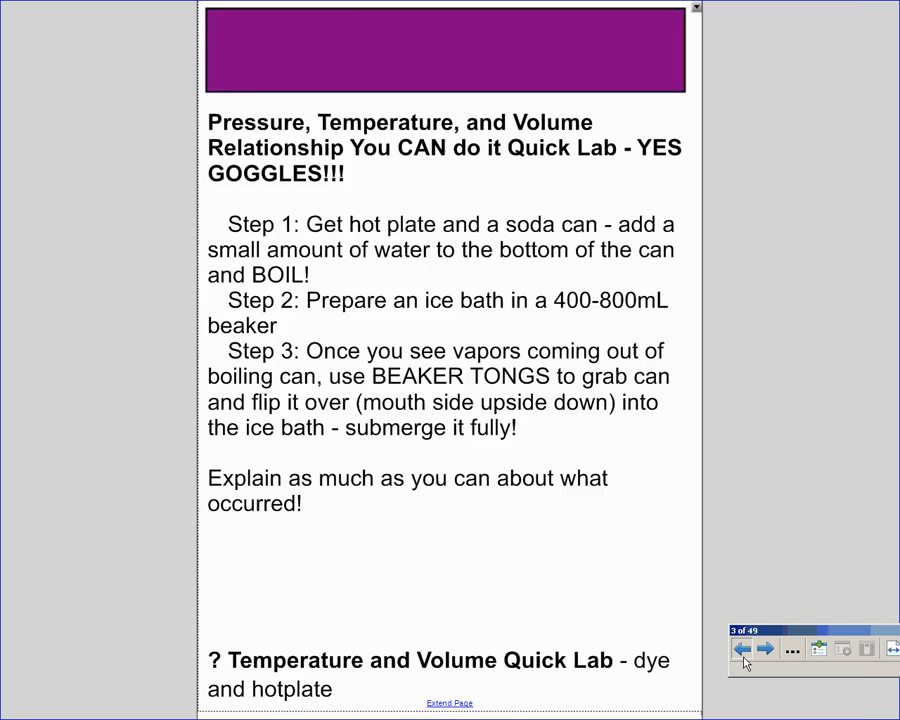 Pressure, Temperature, and Volume
Relationship You CAN do it Quick Lab - YES
GOGGLES!!!
Step 1: Get hot plate and a soda can - add a
small amount of water to the bottom of the can
and BOIL!
Step 2: Prepare an ice bath in a 400-800mL
beaker
Step 3: Once you see vapors coming out of
boiling can, use BEAKER TONGS to grab can
and flip it over (mouth side upside down) into
the ice bath - submerge it fully!
Explain as much as you can about what
occurred!
3 of 49
? Temperature and Volume Quick Lab - dye
and hotplate
Extend Page